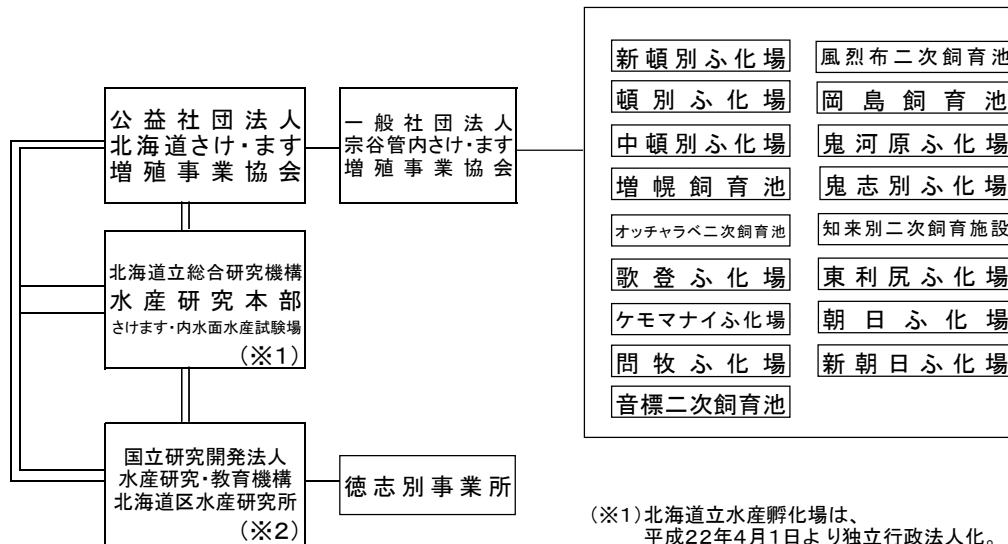 公益社団法人
北海道さけ・ます
増殖事業協会
一般社団法人
宗谷管内さけ・ます
増殖事業協会
北海道立総合研究機構
水産研究本部
さけます・内水面水産試験場
(※1)
国立研究開発法人
水産研究・教育機構
北海道区水産研究所
(※2)
徳志別事業所
新頓別ふ化場
頓別ふ化場
中頓別ふ化場
増幌飼育池
オッチャラベ二次飼育池
歌登ふ化場
ケモマナイふ化場
問牧ふ化場
音標二次飼育池
風烈布二次飼育池
岡島飼育池
鬼河原ふ化場
鬼志別ふ化場
知来別二次飼育施設
東利尻ふ化場
朝日ふ化場
新朝日ふ化場
(※1)北海道立水産孵化場は、
平成22年4月1日より独立行政法人化。